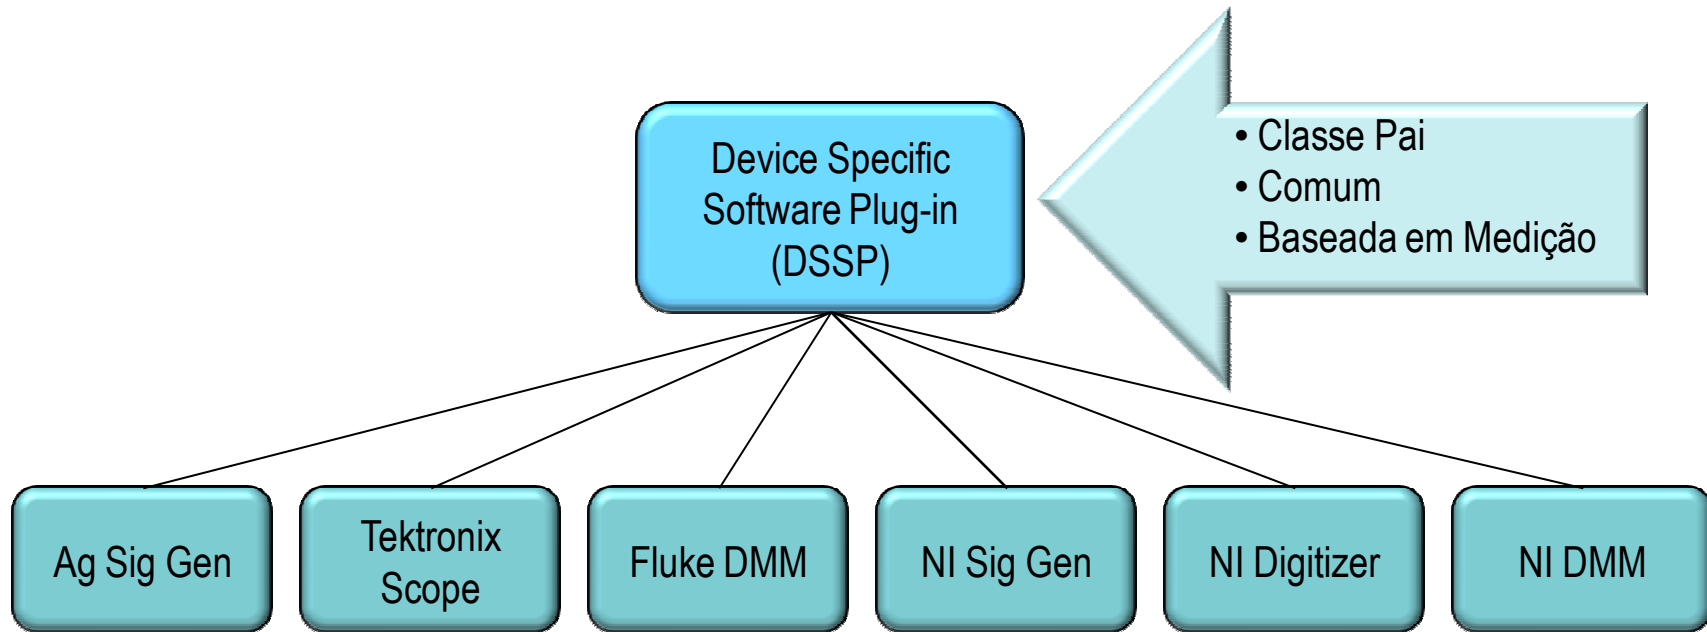 Device Specific
Software Plug-in
(DSSP)
• Classe Pai
• Comum
• Baseada em Medição
Ag Sig Gen
Tektronix
Scope
Fluke DMM
NI Sig Gen
NI Digitizer
NI DMM